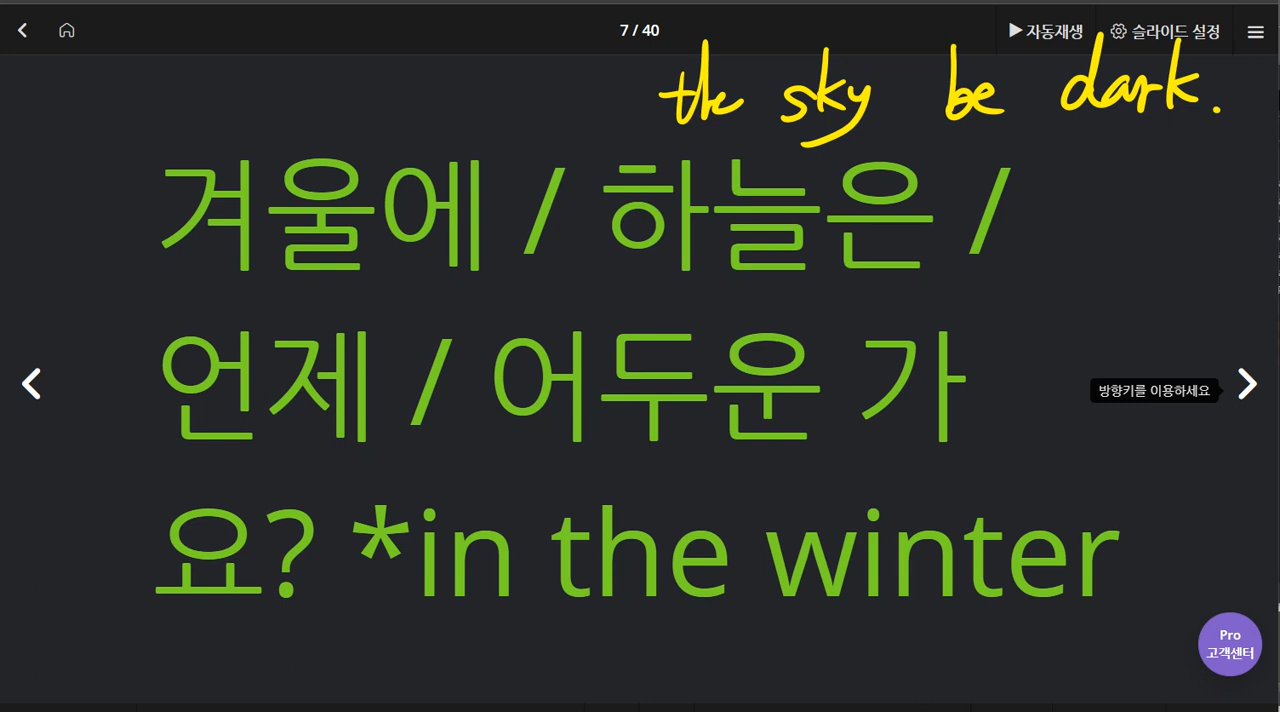 7 / 40
▶ 자동재생
슬라이드 설정
the sky be dark.
겨울에 / 하늘은 /
언제 / 어두운 가
요? *in the winter
방향키를 이용하세요
Pro
고객센터